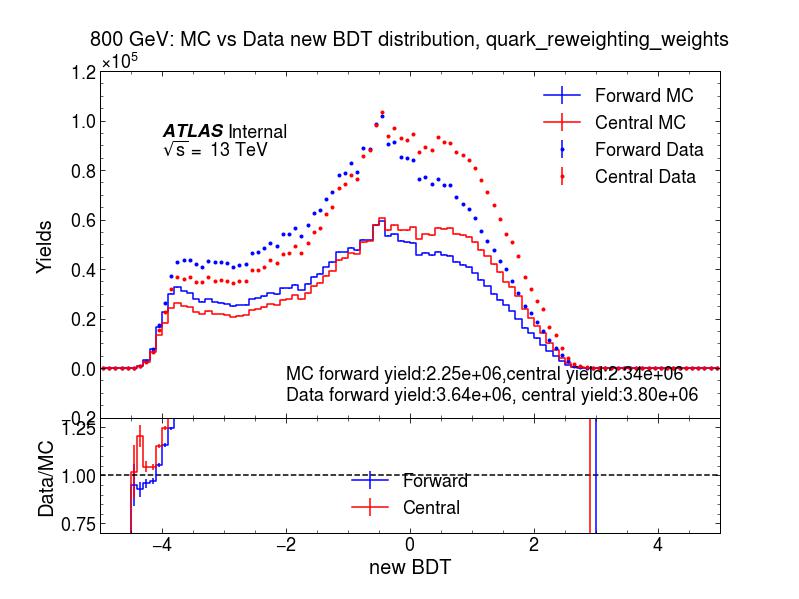 800 GeV: MC vs Data new BDT distribution, quark_reweighting_weights
×10⁵
1.2
1.0
0.8
0.6
0.4
0.2
0.0
0.2
Yields
ATLAS Internal
√s = 13 TeV
Forward MC
Central MC
Forward Data
Central Data
MC forward yield:2.25e+06,central yield:2.34e+06
Data forward yield:3.64e+06, central yield:3.80e+06
1.25
1.00
0.75
Data/MC
Forward
Central
−4 −2 0 2 4
new BDT